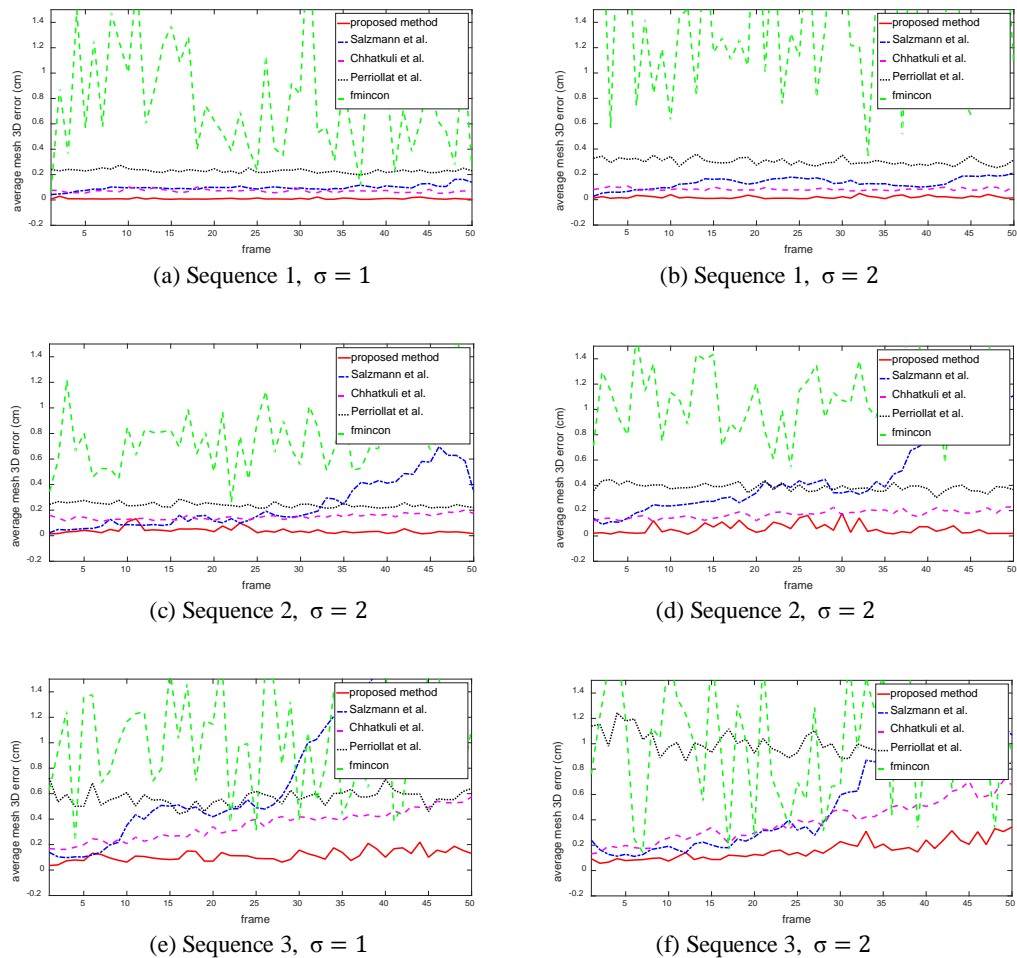 1.4
1.2
1
0.8
0.6
0.4
0.2
0
-0.2
average mesh 3D error (cm)
5 10 15 20 25 30 35 40 45 50
frame
proposed method
Salzmann et al.
Chhatkuli et al.
Perriollat et al.
fmincon
(a) Sequence 1, σ = 1
1.4
1.2
1
0.8
0.6
0.4
0.2
0
-0.2
average mesh 3D error (cm)
5 10 15 20 25 30 35 40 45 50
frame
proposed method
Salzmann et al.
Chhatkuli et al.
Perriollat et al.
fmincon
(b) Sequence 1, σ = 2
1.4
1.2
1
0.8
0.6
0.4
0.2
0
-0.2
average mesh 3D error (cm)
5 10 15 20 25 30 35 40 45 50
frame
proposed method
Salzmann et al.
Chhatkuli et al.
Perriollat et al.
fmincon
(c) Sequence 2, σ = 2
1.4
1.2
1
0.8
0.6
0.4
0.2
0
-0.2
average mesh 3D error (cm)
5 10 15 20 25 30 35 40 45 50
frame
proposed method
Salzmann et al.
Chhatkuli et al.
Perriollat et al.
fmincon
(d) Sequence 2, σ = 2
1.4
1.2
1
0.8
0.6
0.4
0.2
0
-0.2
average mesh 3D error (cm)
5 10 15 20 25 30 35 40 45 50
frame
proposed method
Salzmann et al.
Chhatkuli et al.
Perriollat et al.
fmincon
(e) Sequence 3, σ = 1
1.4
1.2
1
0.8
0.6
0.4
0.2
0
-0.2
average mesh 3D error (cm)
5 10 15 20 25 30 35 40 45 50
frame
proposed method
Salzmann et al.
Chhatkuli et al.
Perriollat et al.
fmincon
(f) Sequence 3, σ = 2